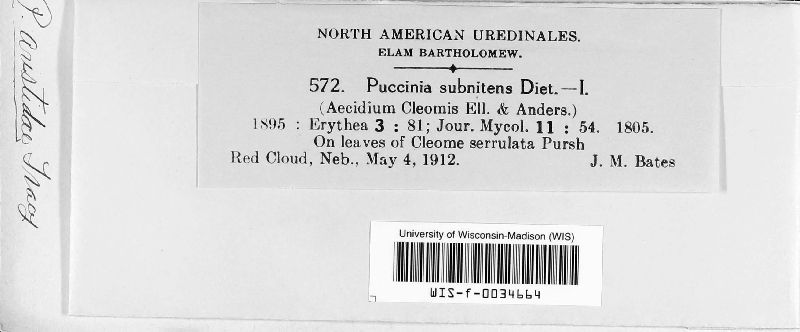 P. aristidae Tracy
NORTH AMERICAN UREDINALES.
ELAM BARTHOLOMEW.
572. Puccinia subnitens Diet.—I.
(Aecidium Cleomis Ell. & Anders.)
1895 : Erythea 3 : 81; Jour. Mycol. 11 : 54. 1805.
On leaves of Cleome serrulata Pursh
Red Cloud, Neb., May 4, 1912. J. M. Bates
University of Wisconsin-Madison (WIS)
WIS-f-0034664